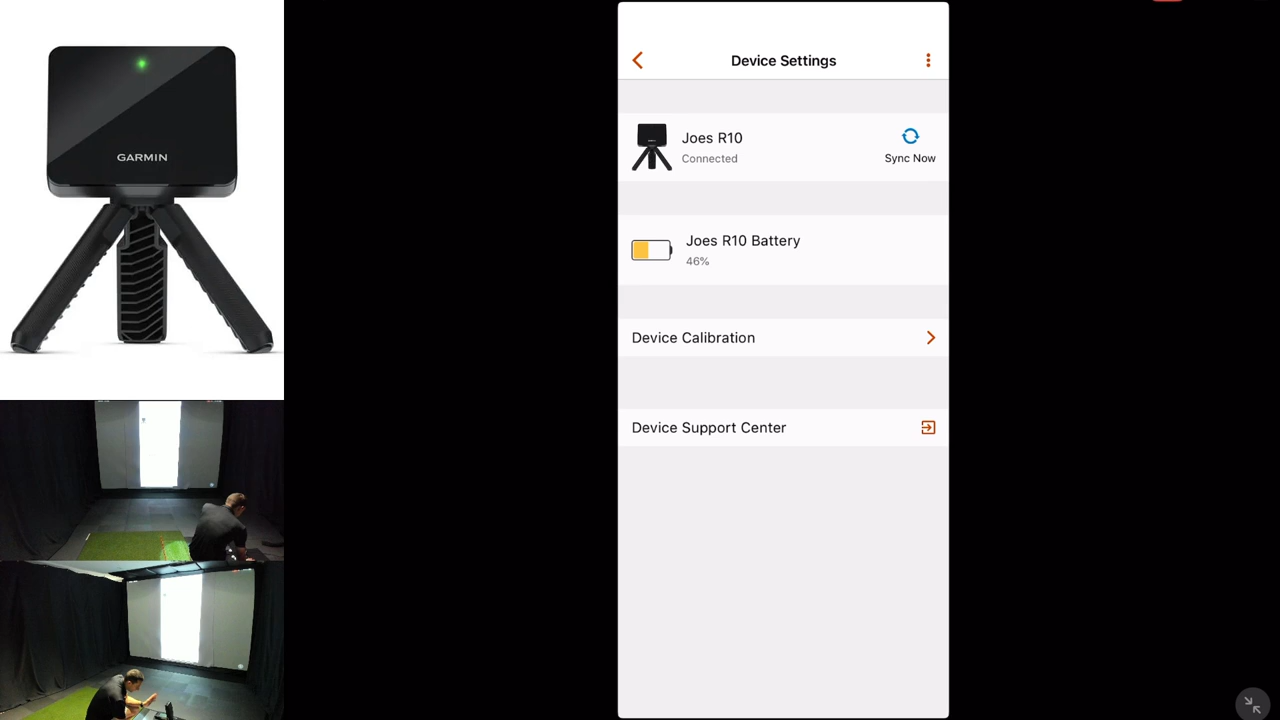 GARMIN
Device Settings
Joes R10
Connected
Sync Now
Joes R10 Battery
46%
Device Calibration
Device Support Center